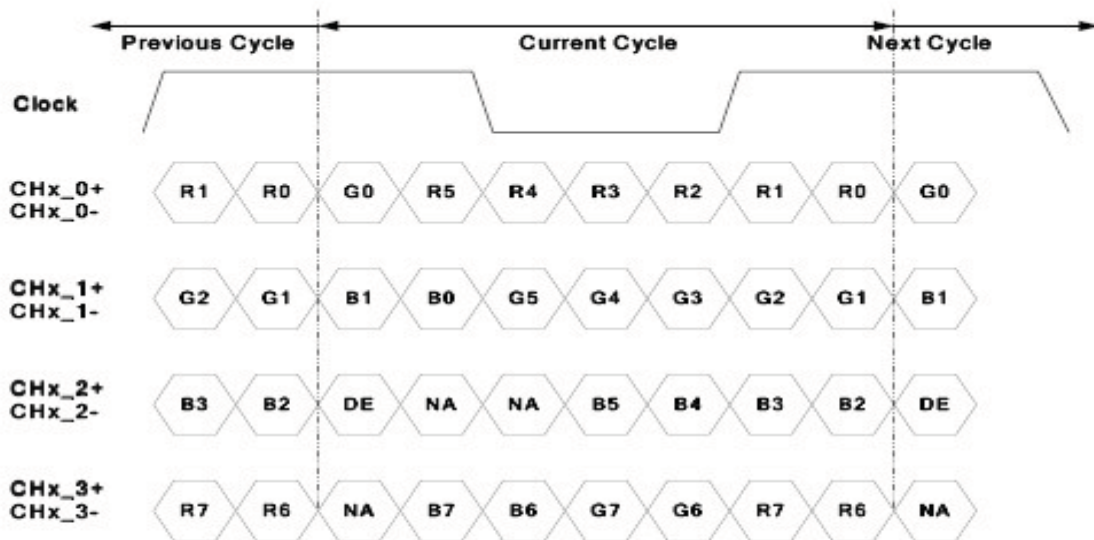 Previous Cycle Current Cycle Next Cycle
Clock
CHx_0+
CHx_0-
R1 R0 G0 R5 R4 R3 R2 R1 R0 G0
CHx_1+
CHx_1-
G2 G1 B1 B0 G5 G4 G3 G2 G1 B1
CHx_2+
CHx_2-
B3 B2 DE NA NA B5 B4 B3 B2 DE
CHx_3+
CHx_3-
R7 R6 NA B7 B6 G7 G6 R7 R6 NA